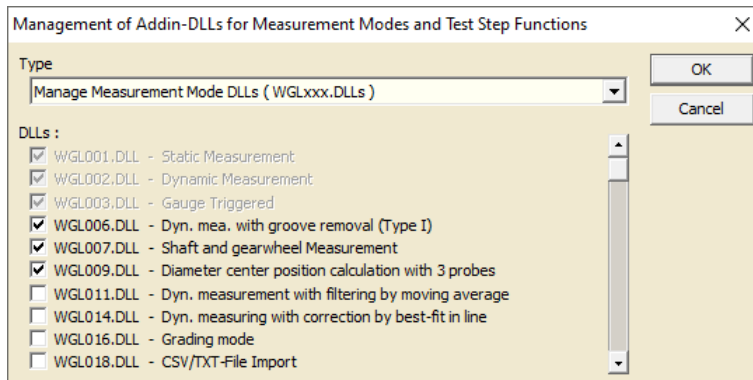 Management of Addin-DLLs for Measurement Modes and Test Step Functions
Type
Manage Measurement Mode DLLs ( WGLxxx.DLLs )
OK
Cancel
DLLs :
WGL001.DLL - Static Measurement
WGL002.DLL - Dynamic Measurement
WGL003.DLL - Gauge Triggered
WGL006.DLL - Dyn. mea. with groove removal (Type I)
WGL007.DLL - Shaft and gearwheel Measurement
WGL009.DLL - Diameter center position calculation with 3 probes
WGL011.DLL - Dyn. measurement with filtering by moving average
WGL014.DLL - Dyn. measuring with correction by best-fit in line
WGL016.DLL - Grading mode
WGL018.DLL - CSV/TXT-File Import